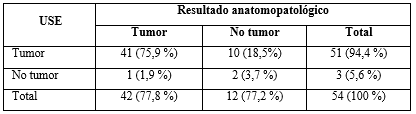 USE Resultado anatomopatológico
Tumor No tumor Total
Tumor 41 (75,9 %) 10 (18,5%) 51 (94,4 %)
No tumor 1 (1,9 %) 2 (3,7 %) 3 (5,6 %)
Total 42 (77,8 %) 12 (77,2 %) 54 (100 %)